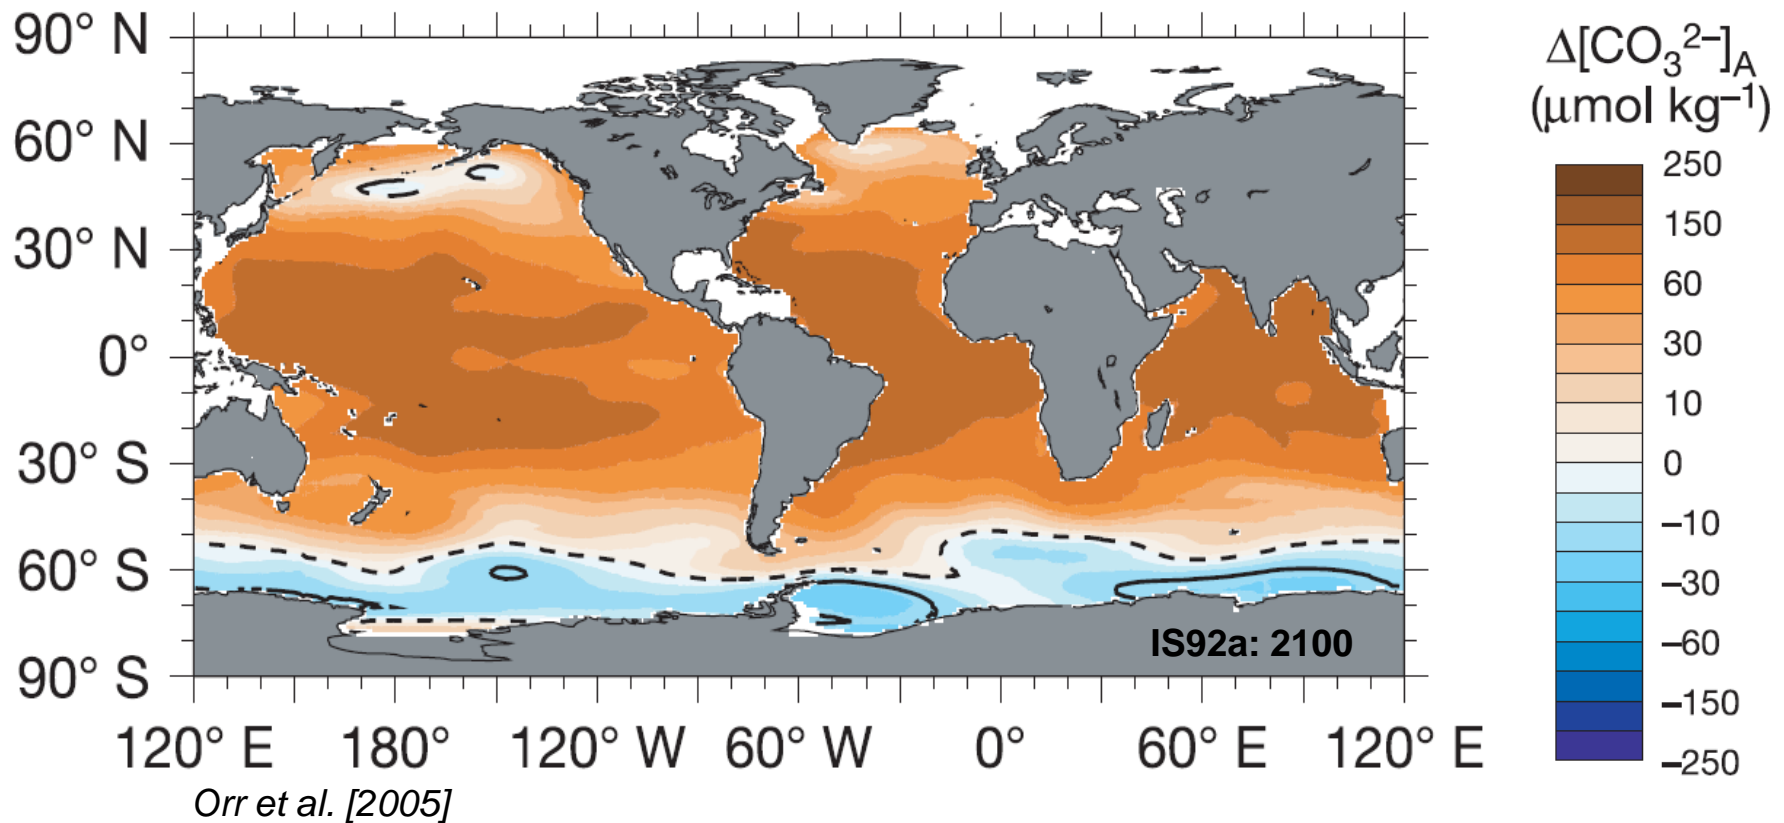 90° N
60° N
30° N
0°
30° S
60° S
90° S
120° E 180° 120° W 60° W 0° 60° E 120° E
IS92a: 2100
Orr et al. [2005]
Δ[CO₃²⁻]A
(μmol kg⁻¹)
250
150
60
30
10
0
−10
−30
−60
−150
−250